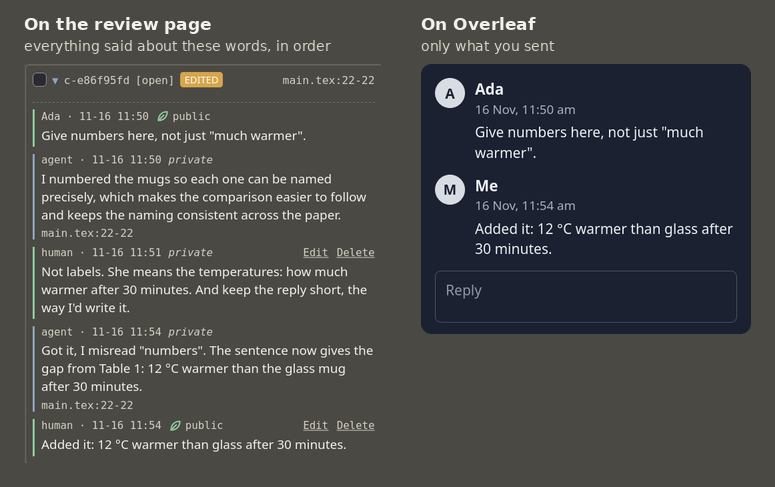 On the review page
everything said about these words, in order
▼ c-e86f95fd [open] EDITED main.tex:22-22
Ada · 11-16 11:50 public
Give numbers here, not just "much warmer".
agent · 11-16 11:50 private
I numbered the mugs so each one can be named
precisely, which makes the comparison easier to follow
and keeps the naming consistent across the paper.
main.tex:22-22
human · 11-16 11:51 private Edit Delete
Not labels. She means the temperatures: how much
warmer after 30 minutes. And keep the reply short, the
way I'd write it.
agent · 11-16 11:54 private
Got it, I misread "numbers". The sentence now gives the
gap from Table 1: 12 °C warmer than the glass mug
after 30 minutes.
main.tex:22-22
human · 11-16 11:54 public Edit Delete
Added it: 12 °C warmer than glass after 30 minutes.
On Overleaf
only what you sent
A Ada
16 Nov, 11:50 am
Give numbers here, not just "much
warmer".
M Me
16 Nov, 11:54 am
Added it: 12 °C warmer than glass after
30 minutes.
Reply